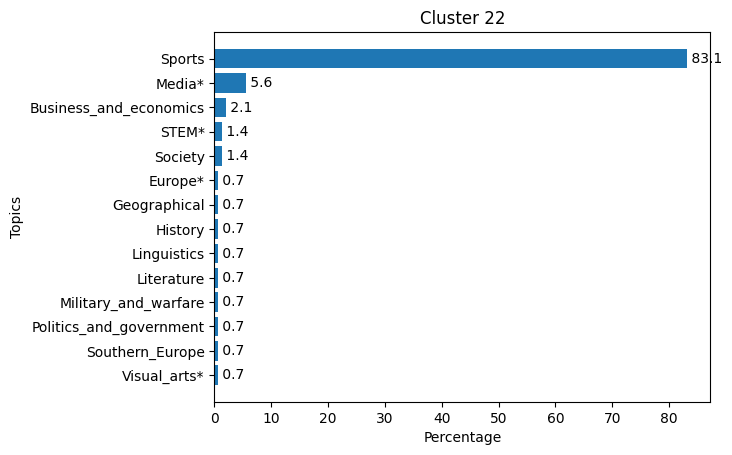 Cluster 22
Topics
Sports 83.1
Media* 5.6
Business_and_economics 2.1
STEM* 1.4
Society 1.4
Europe* 0.7
Geographical 0.7
History 0.7
Linguistics 0.7
Literature 0.7
Military_and_warfare 0.7
Politics_and_government 0.7
Southern_Europe 0.7
Visual_arts* 0.7
0 10 20 30 40 50 60 70 80
Percentage